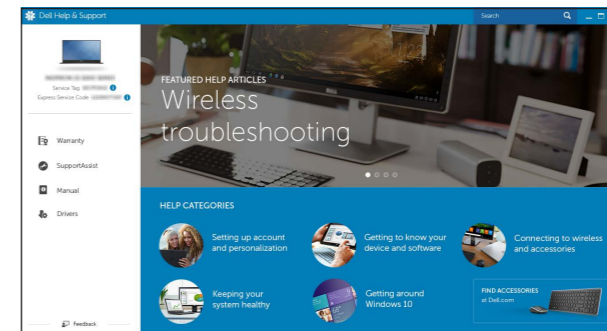 Dell Help & Support
Search
Service Tag
Express Service Code
Warranty
SupportAssist
Manual
Drivers
Feedback
FEATURED HELP ARTICLES
Wireless
troubleshooting
HELP CATEGORIES
Setting up account
and personalization
Getting to know your
device and software
Connecting to wireless
and accessories
Keeping your
system healthy
Getting around
Windows 10
FIND ACCESSORIES
at Dell.com